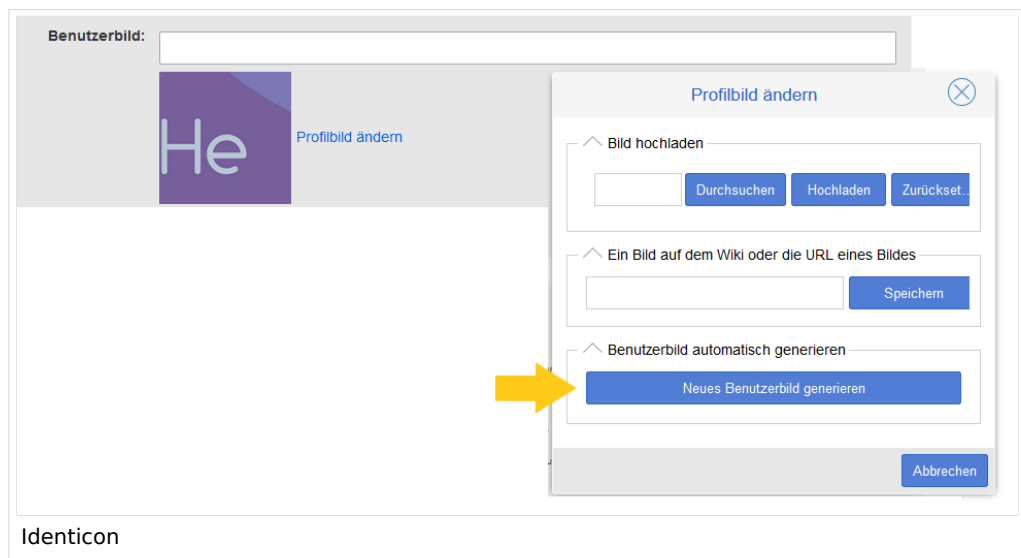 Benutzerbild:
He
Profilbild ändern
Profilbild ändern
Bild hochladen
Durchsuchen
Hochladen
Zurückset..
Ein Bild auf dem Wiki oder die URL eines Bildes
Speichern
Benutzerbild automatisch generieren
Neues Benutzerbild generieren
Abbrechen
Identicon